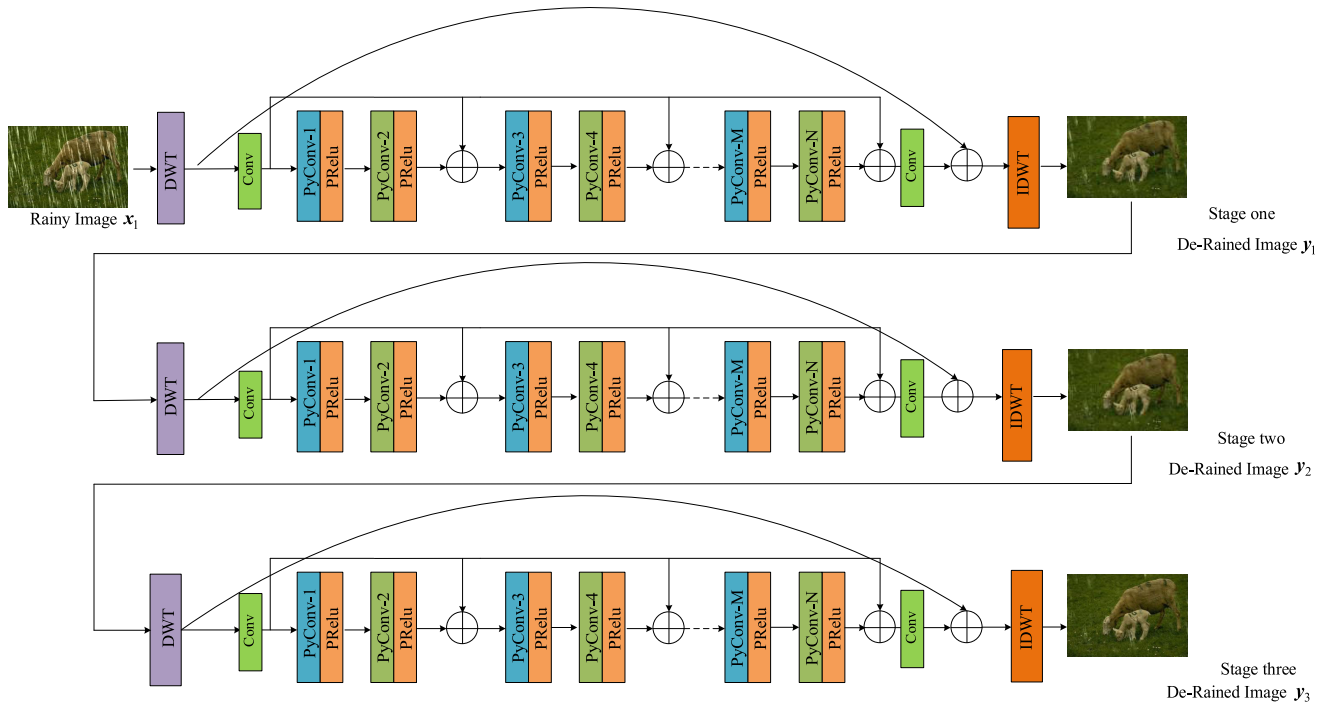 DWT
Conv
PyConv-1
PRelu
PyConv-2
PRelu
PyConv-3
PRelu
PyConv-4
PRelu
PyConv-M
PRelu
PyConv-N
PRelu
Conv
IDWT
Rainy Image x1
Stage one
De-Rained Image y1
DWT
Conv
PyConv-1
PRelu
PyConv-2
PRelu
PyConv-3
PRelu
PyConv-4
PRelu
PyConv-M
PRelu
PyConv-N
PRelu
Conv
IDWT
Stage two
De-Rained Image y2
DWT
Conv
PyConv-1
PRelu
PyConv-2
PRelu
PyConv-3
PRelu
PyConv-4
PRelu
PyConv-M
PRelu
PyConv-N
PRelu
Conv
IDWT
Stage three
De-Rained Image y3